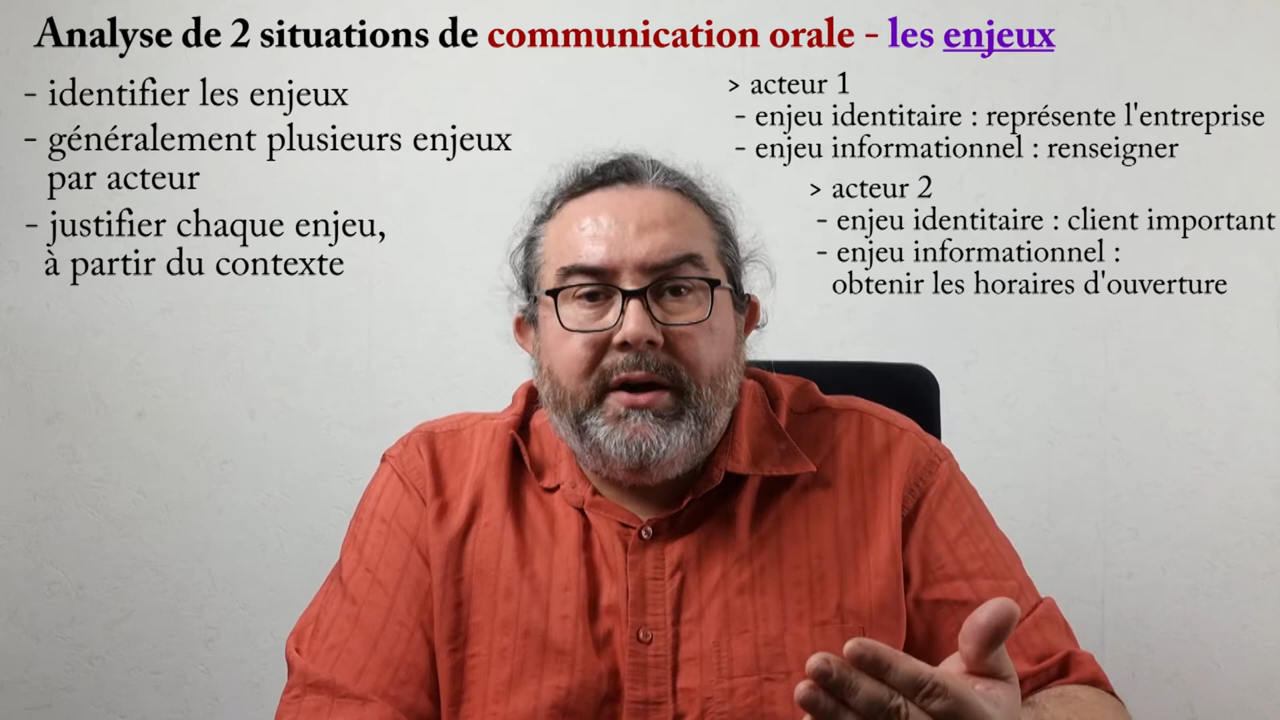 Analyse de 2 situations de communication orale - les enjeux
- identifier les enjeux
- généralement plusieurs enjeux
par acteur
- justifier chaque enjeu,
à partir du contexte
> acteur 1
- enjeu identitaire : représente l'entreprise
- enjeu informationnel : renseigner
> acteur 2
- enjeu identitaire : client important
- enjeu informationnel :
obtenir les horaires d'ouverture